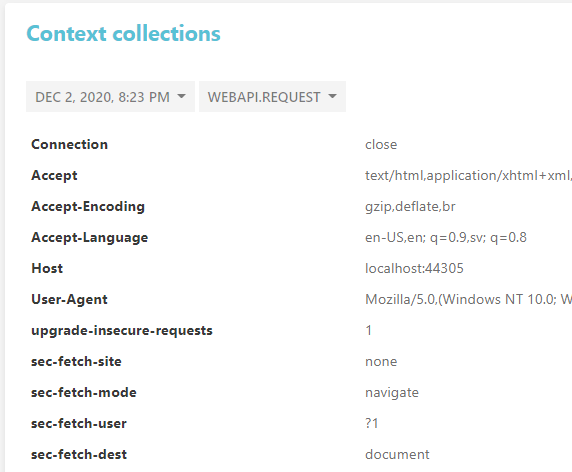 Context collections
DEC 2, 2020, 8:23 PM WEBAPI.REQUEST
Connection close
Accept text/html,application/xhtml+xml,
Accept-Encoding gzip,deflate,br
Accept-Language en-US,en; q=0.9,sv; q=0.8
Host localhost:44305
User-Agent Mozilla/5.0,(Windows NT 10.0; W
upgrade-insecure-requests 1
sec-fetch-site none
sec-fetch-mode navigate
sec-fetch-user ?1
sec-fetch-dest document